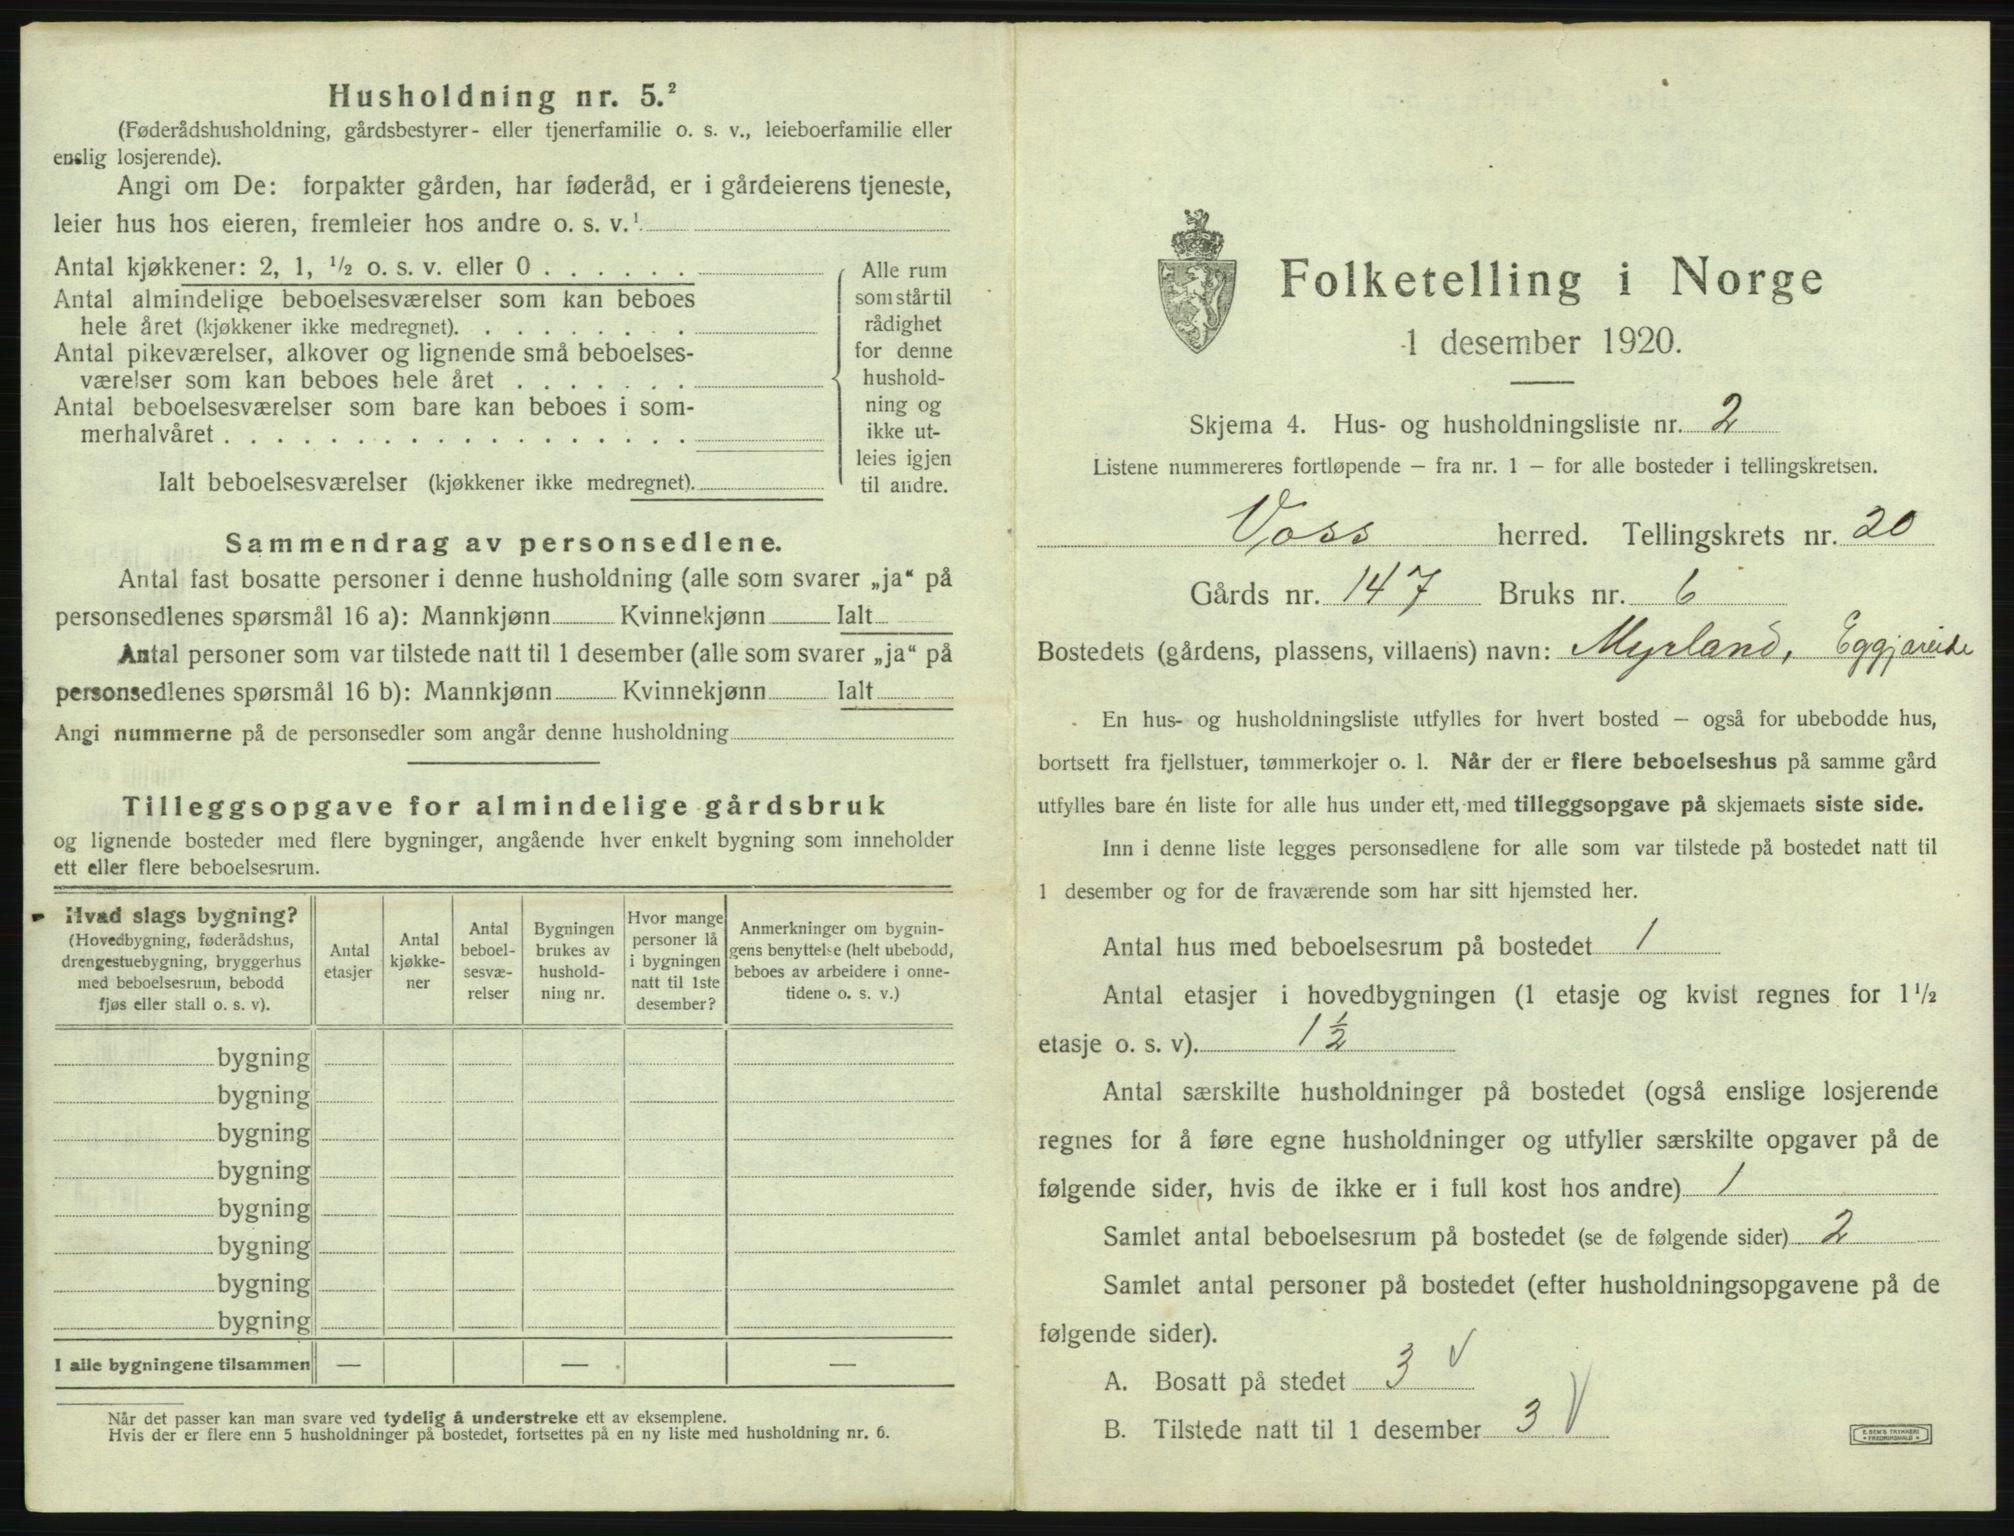 Husholdning nr. 5.²
(Føderådshusholdning, gårdsbestyrer- eller tjenerfamilie o. s. v., leieboerfamilie eller
enslig losjerende).
Angi om De: forpakter gården, har føderåd, er i gårdeierens tjeneste,
leier hus hos eieren, fremleier hos andre o. s. v.¹
Antal kjøkkener: 2, 1, ½ o. s. v. eller 0 . . . . . .
Antal almindelige beboelsesværelser som kan beboes
hele året (kjøkkener ikke medregnet). . . . . . . . .
Antal pikeværelser, alkover og lignende små beboelses-
værelser som kan beboes hele året . . . . . . .
Antal beboelsesværelser som bare kan beboes i som-
merhalvåret . . . . . . . . . . . . . . . . . .
Ialt beboelsesværelser (kjøkkener ikke medregnet).
Alle rum
som står til
rådighet
for denne
hushold-
ning og
ikke ut-
leies igjen
til andre.
Sammendrag av personsedlene.
Antal fast bosatte personer i denne husholdning (alle som svarer „ja“ på
personsedlenes spørsmål 16 a): Mannkjønn Kvinnekjønn Ialt
Antal personer som var tilstede natt til 1 desember (alle som svarer „ja“ på
personsedlenes spørsmål 16 b): Mannkjønn Kvinnekjønn Ialt
Angi nummerne på de personsedler som angår denne husholdning
Tilleggsopgave for almindelige gårdsbruk
og lignende bosteder med flere bygninger, angående hver enkelt bygning som inneholder
ett eller flere beboelsesrum.
Hvad slags bygning?
(Hovedbygning, føderådshus,
drengestuebygning, bryggerhus
med beboelsesrum, bebodd
fjøs eller stall o. s. v).
Antal
etasjer
Antal
kjøkke-
ner
Antal
beboel-
sesvæ-
relser
Bygningen
brukes av
hushold-
ning nr.
Hvor mange
personer lå
i bygningen
natt til 1ste
desember?
Anmerkninger om bygnin-
gens benyttelse (helt ubebodd,
beboes av arbeidere i onne-
tidene o. s. v.)
bygning
bygning
bygning
bygning
bygning
bygning
bygning
bygning
I alle bygningene tilsammen — — —
Når det passer kan man svare ved tydelig å understreke ett av eksemplene.
Hvis der er flere enn 5 husholdninger på bostedet, fortsettes på en ny liste med husholdning nr. 6.
Folketelling i Norge
1 desember 1920.
Skjema 4. Hus- og husholdningsliste nr. 2
Listene nummereres fortløpende – fra nr. 1 – for alle bosteder i tellingskretsen.
Voss herred. Tellingskrets nr. 20
Gårds nr. 147 Bruks nr. 6
Bostedets (gårdens, plassens, villaens) navn: Myrland, Eggjareide
En hus- og husholdningsliste utfylles for hvert bosted – også for ubebodde hus,
bortsett fra fjellstuer, tømmerkojer o. l. Når der er flere beboelseshus på samme gård
utfylles bare én liste for alle hus under ett, med tilleggsopgave på skjemaets siste side.
Inn i denne liste legges personsedlene for alle som var tilstede på bostedet natt til
1 desember og for de fraværende som har sitt hjemsted her.
Antal hus med beboelsesrum på bostedet 1
Antal etasjer i hovedbygningen (1 etasje og kvist regnes for 1½
etasje o. s. v). 1½
Antal særskilte husholdninger på bostedet (også enslige losjerende
regnes for å føre egne husholdninger og utfyller særskilte opgaver på de
følgende sider, hvis de ikke er i full kost hos andre) 1
Samlet antal beboelsesrum på bostedet (se de følgende sider) 2
Samlet antal personer på bostedet (efter husholdningsopgavene på de
følgende sider).
A. Bosatt på stedet 3 √
B. Tilstede natt til 1 desember 3 √
E. SEM'S TRYKKERI
FREDRIKSHALD